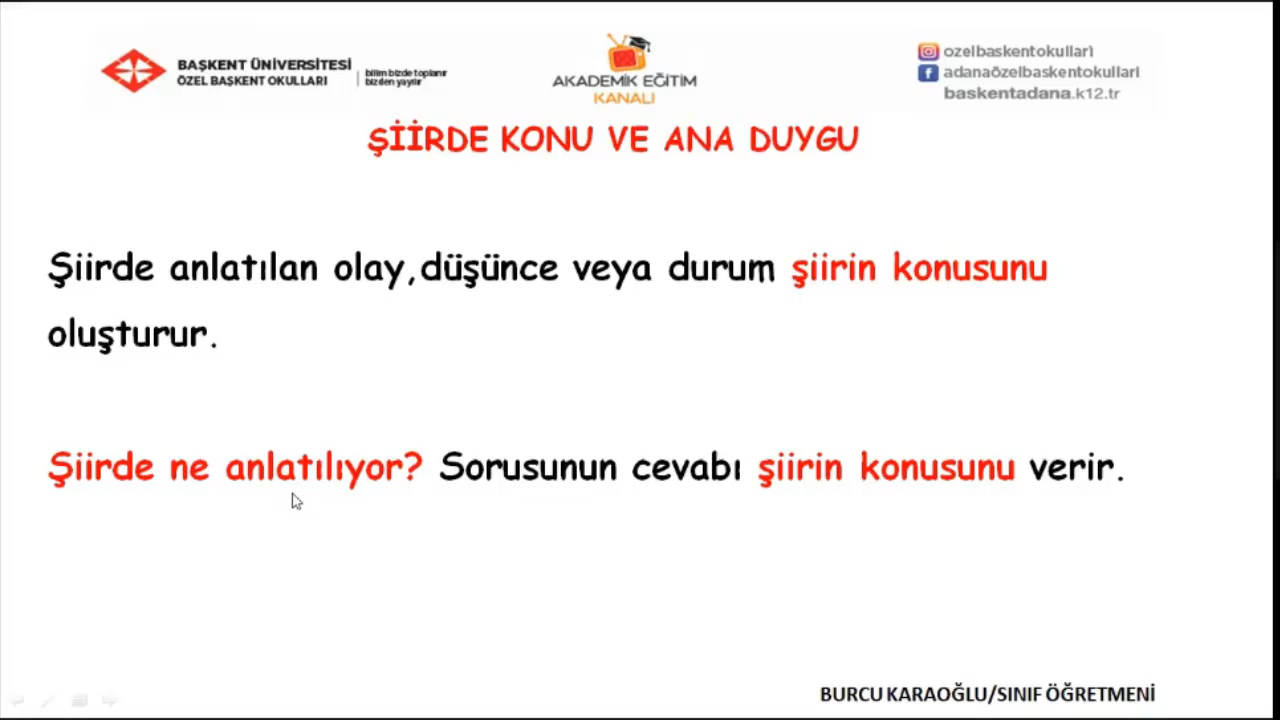 BAŞKENT ÜNİVERSİTESİ
ÖZEL BAŞKENT OKULLARI
bilim bizde toplanır
bizden yayılır
AKADEMİK EĞİTİM
KANALI
ozelbaskentokullari
adanaözelbaskentokullari
baskentadana.k12.tr
ŞİİRDE KONU VE ANA DUYGU
Şiirde anlatılan olay,düşünce veya durum şiirin konusunu
oluşturur.
Şiirde ne anlatılıyor? Sorusunun cevabı şiirin konusunu verir.
BURCU KARAOĞLU/SINIF ÖĞRETMENİ